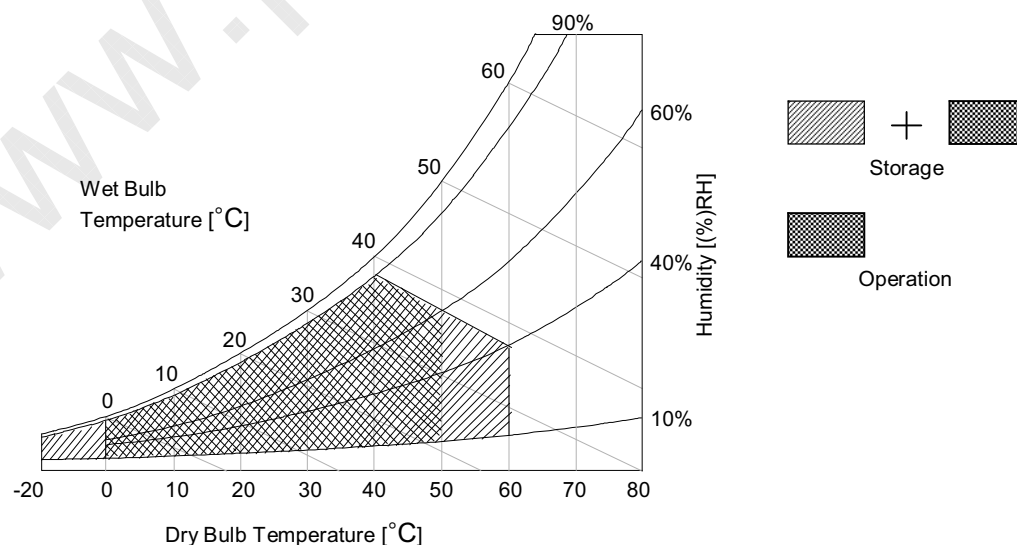 90%
60
60%
50
Wet Bulb
Temperature [°C]
40
40%
30
20
10
0
10%
Humidity [(%)RH]
-20 0 10 20 30 40 50 60 70 80
Dry Bulb Temperature [°C]
+
Storage
Operation